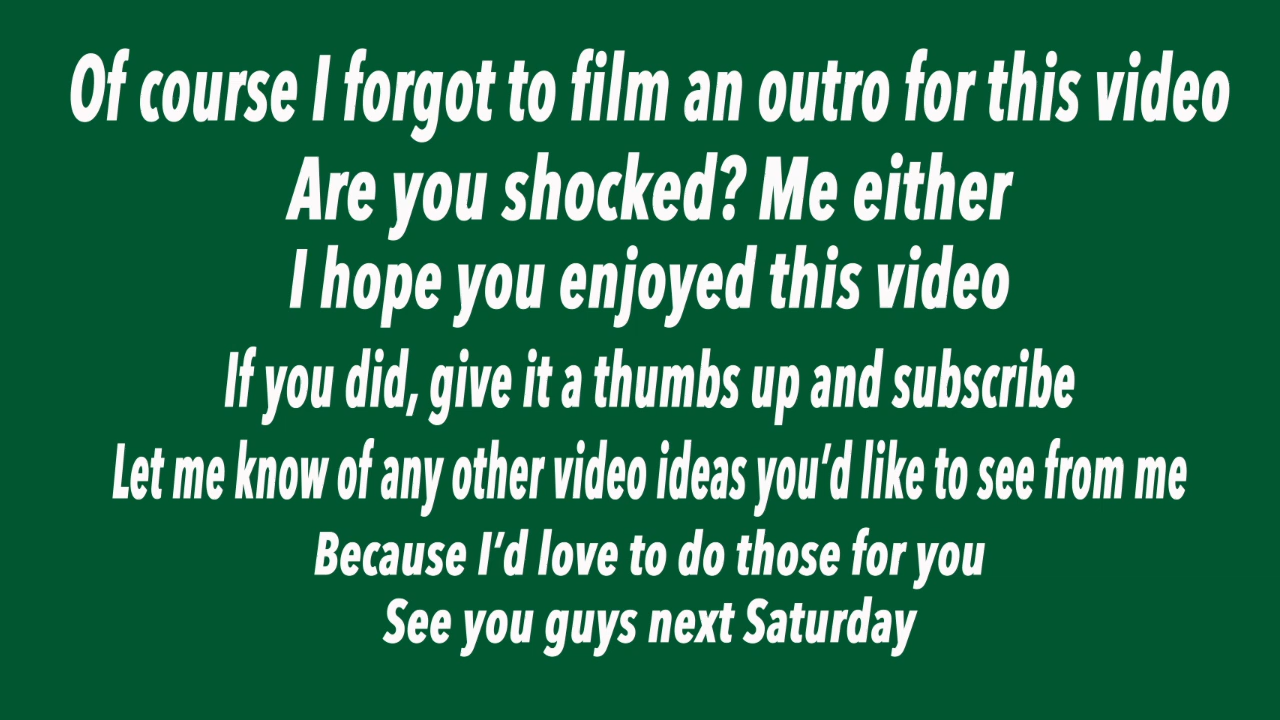 Of course I forgot to film an outro for this video
Are you shocked? Me either
I hope you enjoyed this video
If you did, give it a thumbs up and subscribe
Let me know of any other video ideas you’d like to see from me
Because I’d love to do those for you
See you guys next Saturday